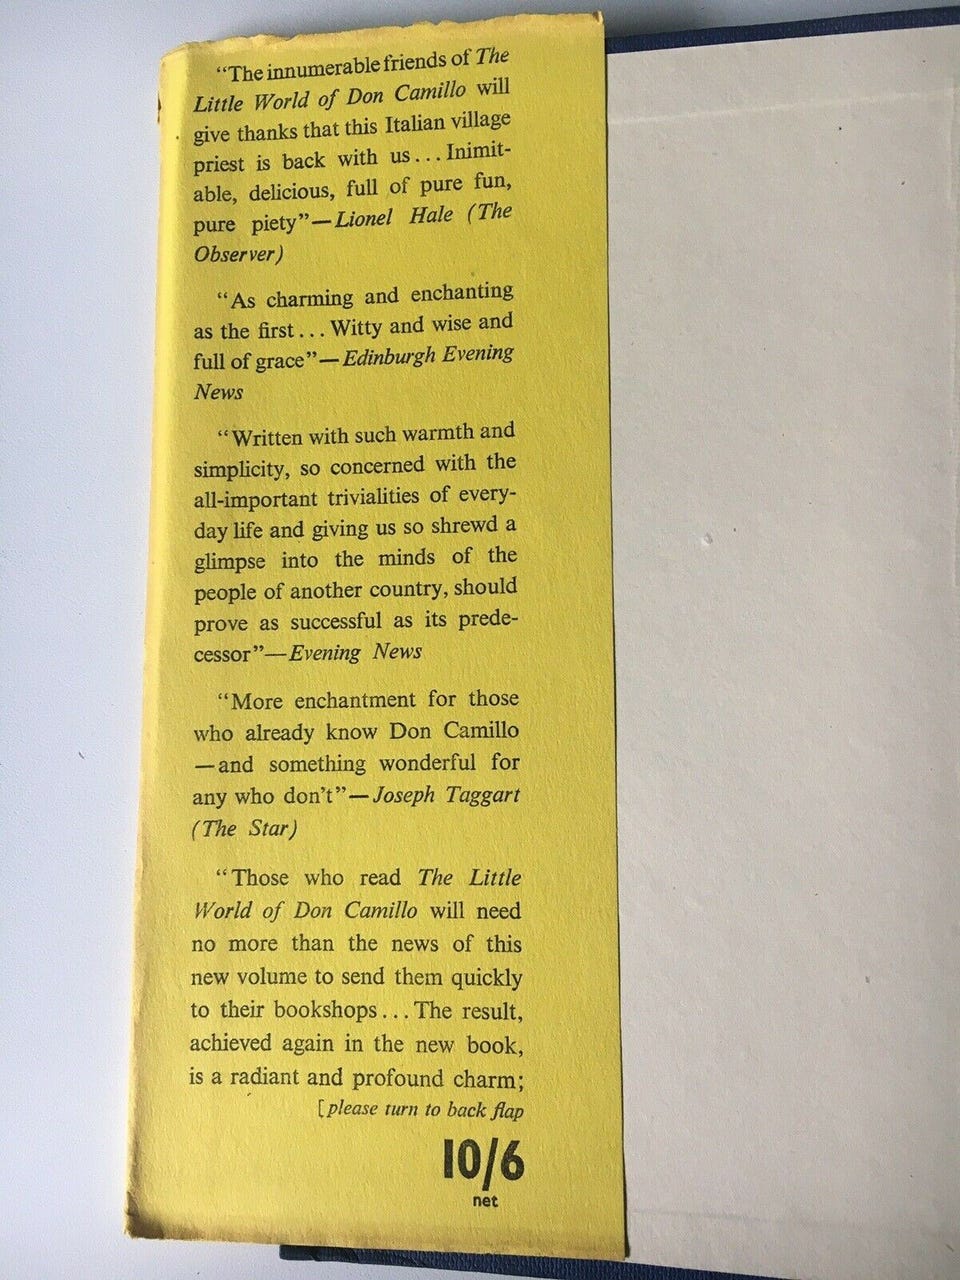 "The innumerable friends of The
Little World of Don Camillo will
give thanks that this Italian village
priest is back with us... Inimit-
able, delicious, full of pure fun,
pure piety"—Lionel Hale (The
Observer)
"As charming and enchanting
as the first... Witty and wise and
full of grace"—Edinburgh Evening
News
"Written with such warmth and
simplicity, so concerned with the
all-important trivialities of every-
day life and giving us so shrewd a
glimpse into the minds of the
people of another country, should
prove as successful as its prede-
cessor"—Evening News
"More enchantment for those
who already know Don Camillo
—and something wonderful for
any who don't"—Joseph Taggart
(The Star)
"Those who read The Little
World of Don Camillo will need
no more than the news of this
new volume to send them quickly
to their bookshops... The result,
achieved again in the new book,
is a radiant and profound charm;
[please turn to back flap
10/6
net